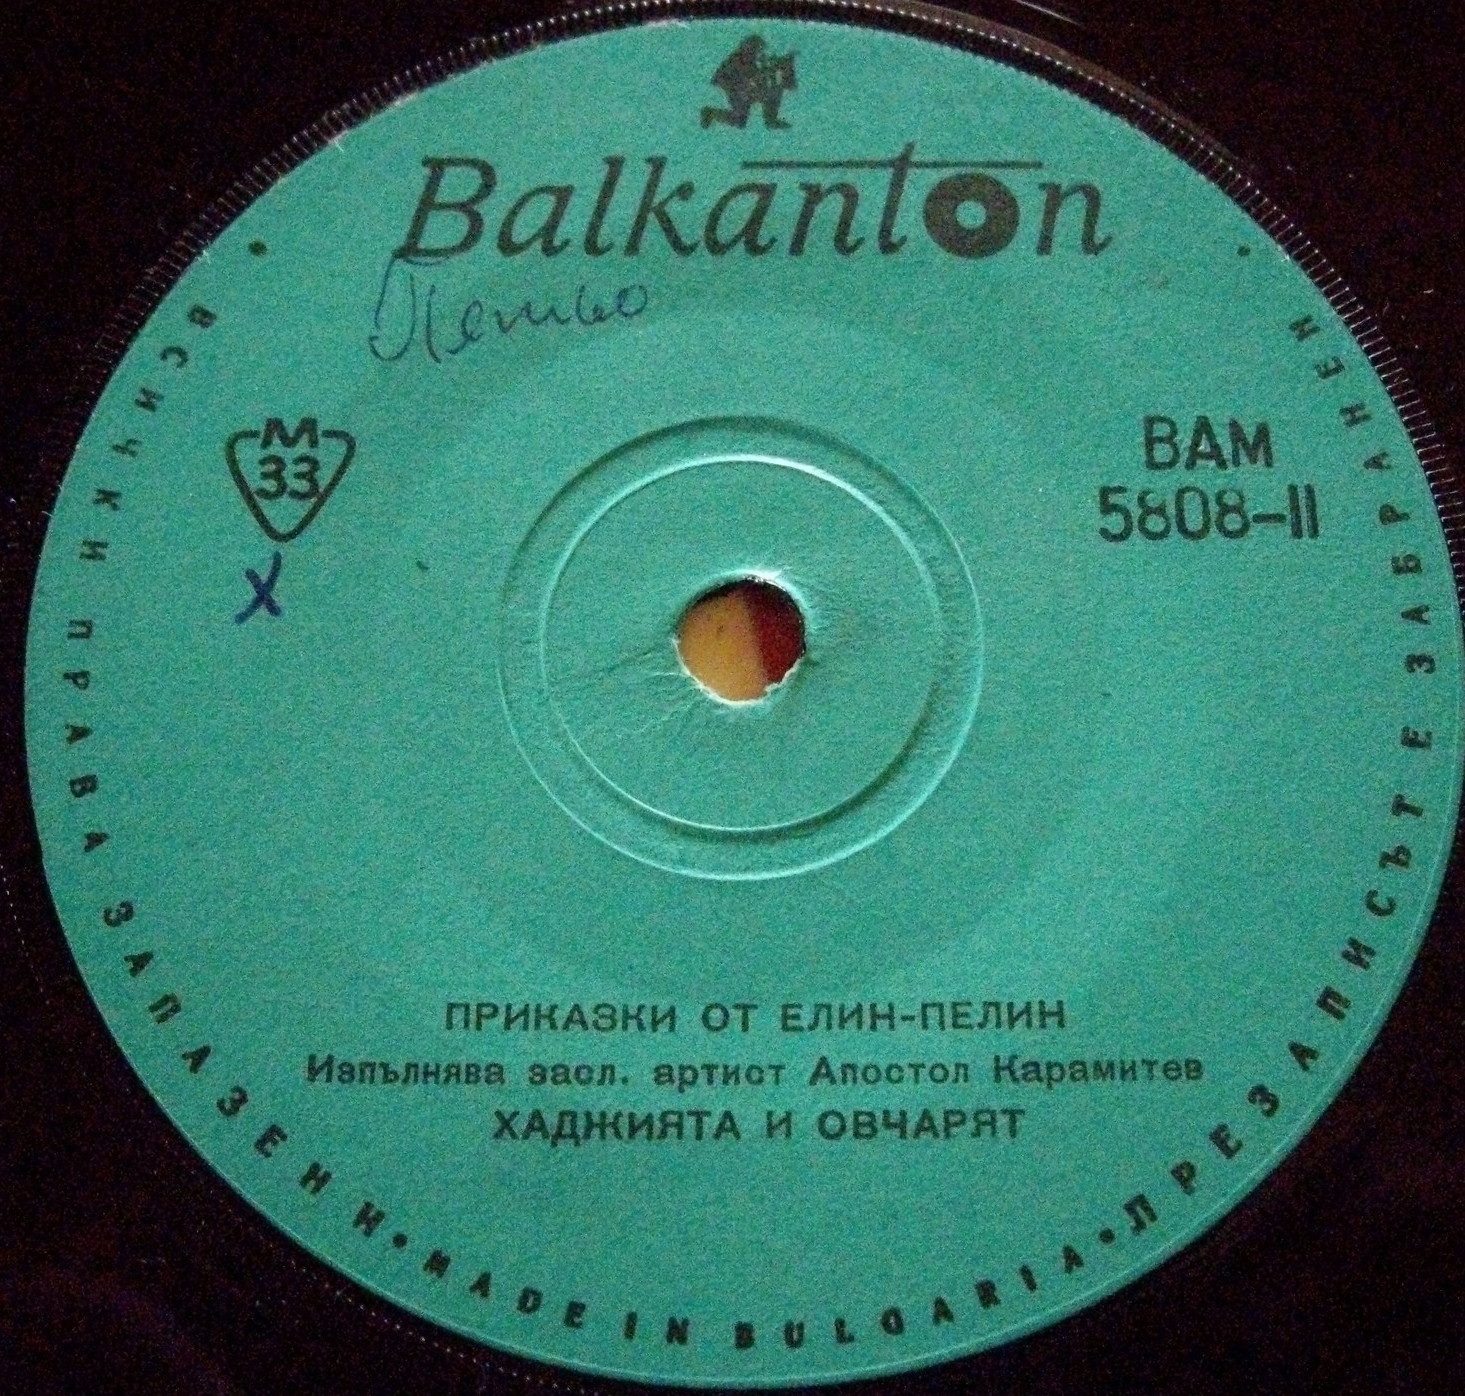 Balkanton
Петьо
М
33
х
ВАМ
5808-II
ПРИКАЗКИ ОТ ЕЛИН-ПЕЛИН
Изпълнява засл. артист Апостол Карамитев
ХАДЖИЯТА И ОВЧАРЯТ
ВСИЧКИ ПРАВА ЗАПАЗЕНИ • MADE IN BULGARIA • ПРЕЗАПИСЪТ Е ЗАБРАНЕН